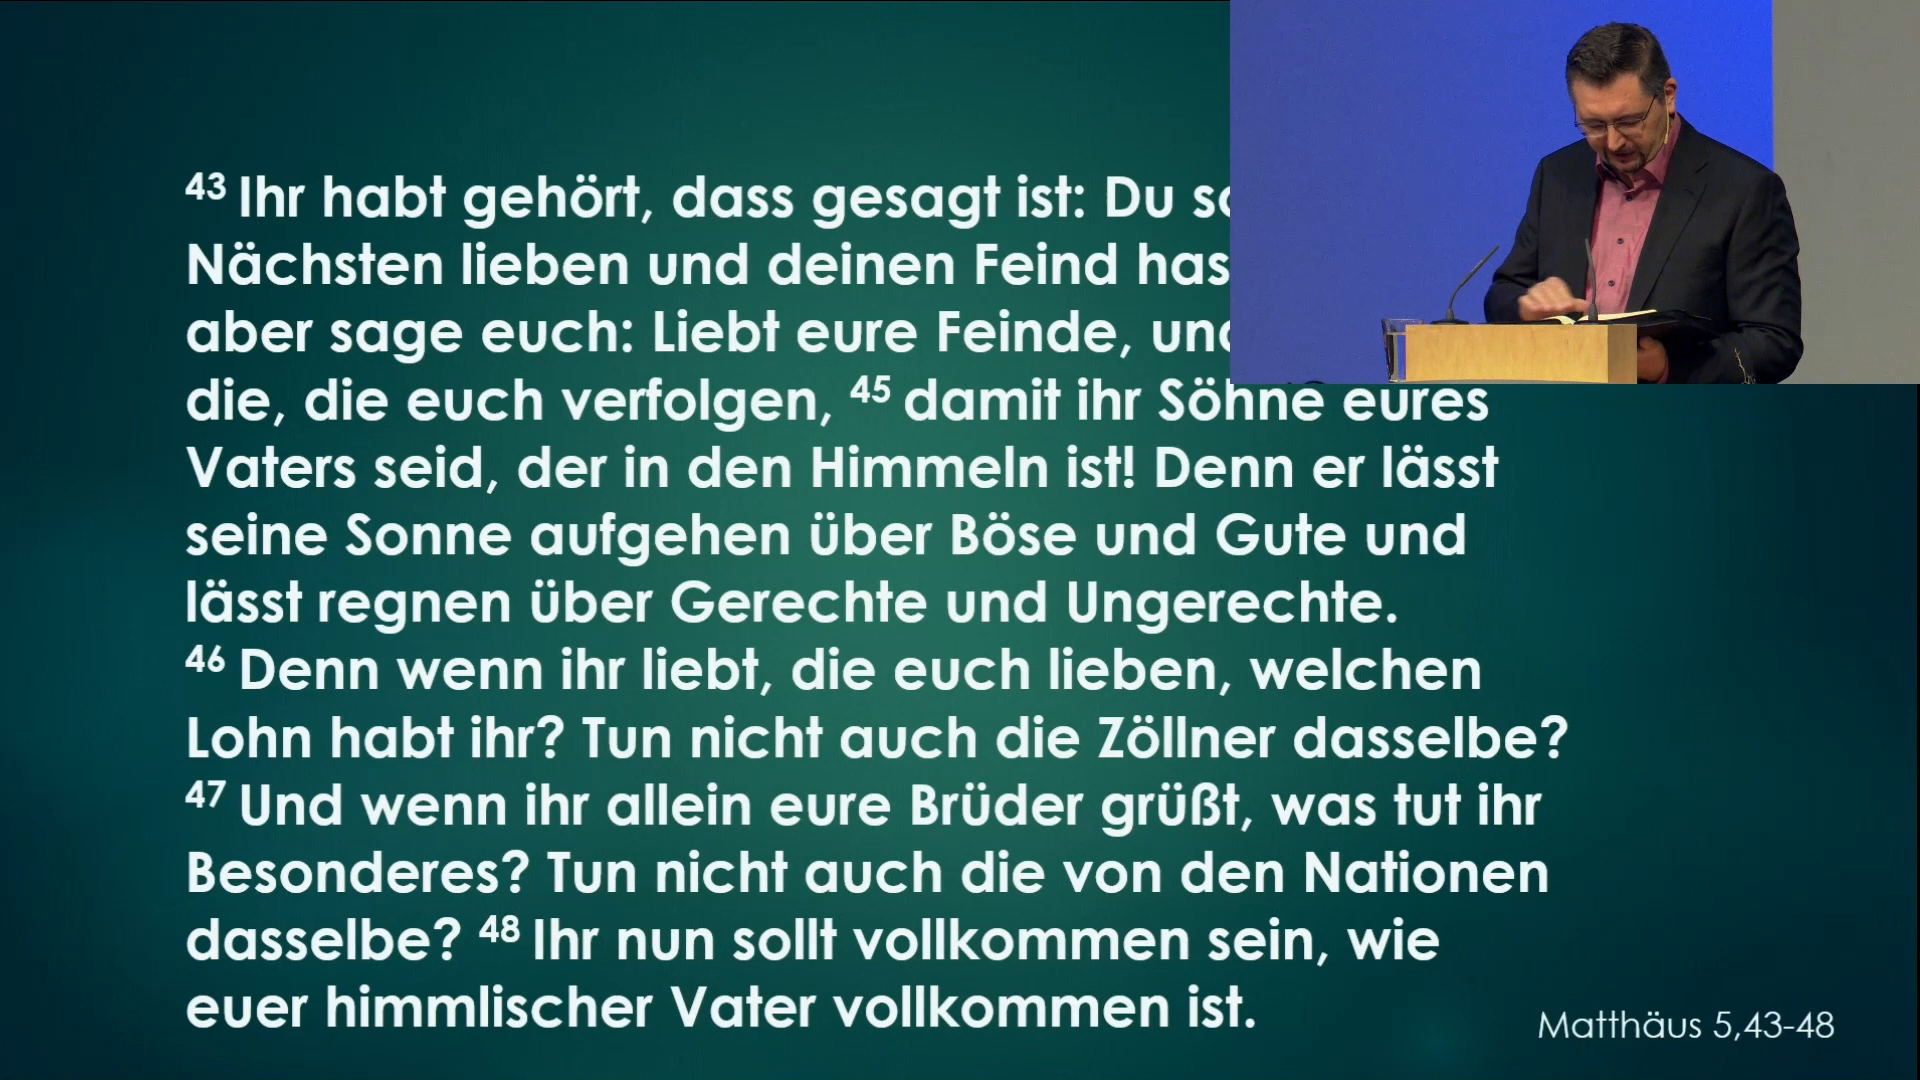 43 Ihr habt gehört, dass gesagt ist: Du
Nächsten lieben und deinen Feind
aber sage euch: Liebt eure Feinde,
die, die euch verfolgen, 45 damit ihr Söhne eures
Vaters seid, der in den Himmeln ist! Denn er lässt
seine Sonne aufgehen über Böse und Gute und
lässt regnen über Gerechte und Ungerechte.
46 Denn wenn ihr liebt, die euch lieben, welchen
Lohn habt ihr? Tun nicht auch die Zöllner dasselbe?
47 Und wenn ihr allein eure Brüder grüßt, was tut ihr
Besonderes? Tun nicht auch die von den Nationen
dasselbe? 48 Ihr nun sollt vollkommen sein, wie
euer himmlischer Vater vollkommen ist.
Matthäus 5,43-48